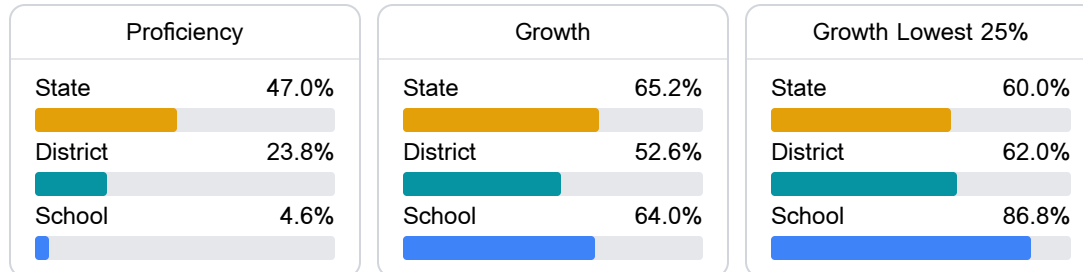 Proficiency
State 47.0%
District 23.8%
School 4.6%
Growth
State 65.2%
District 52.6%
School 64.0%
Growth Lowest 25%
State 60.0%
District 62.0%
School 86.8%